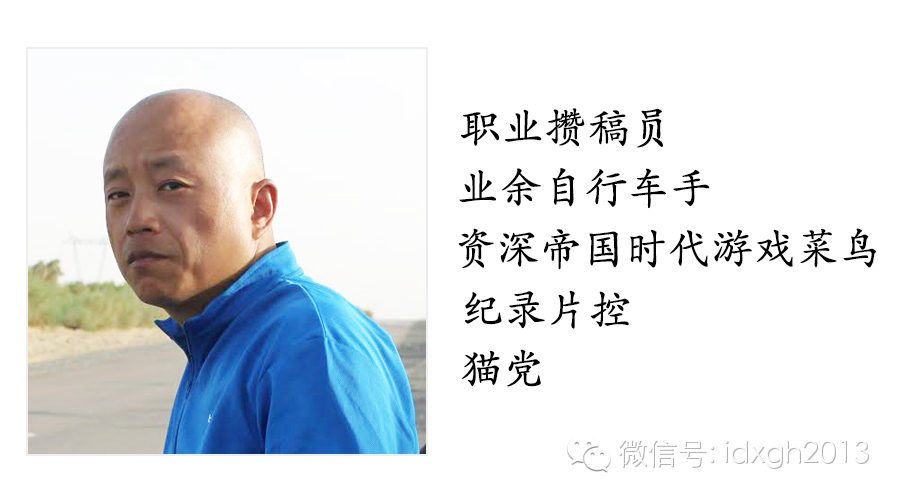 职业攒稿员
业余自行车手
资深帝国时代游戏菜鸟
纪录片控
猫党
微信号: idxgh2013